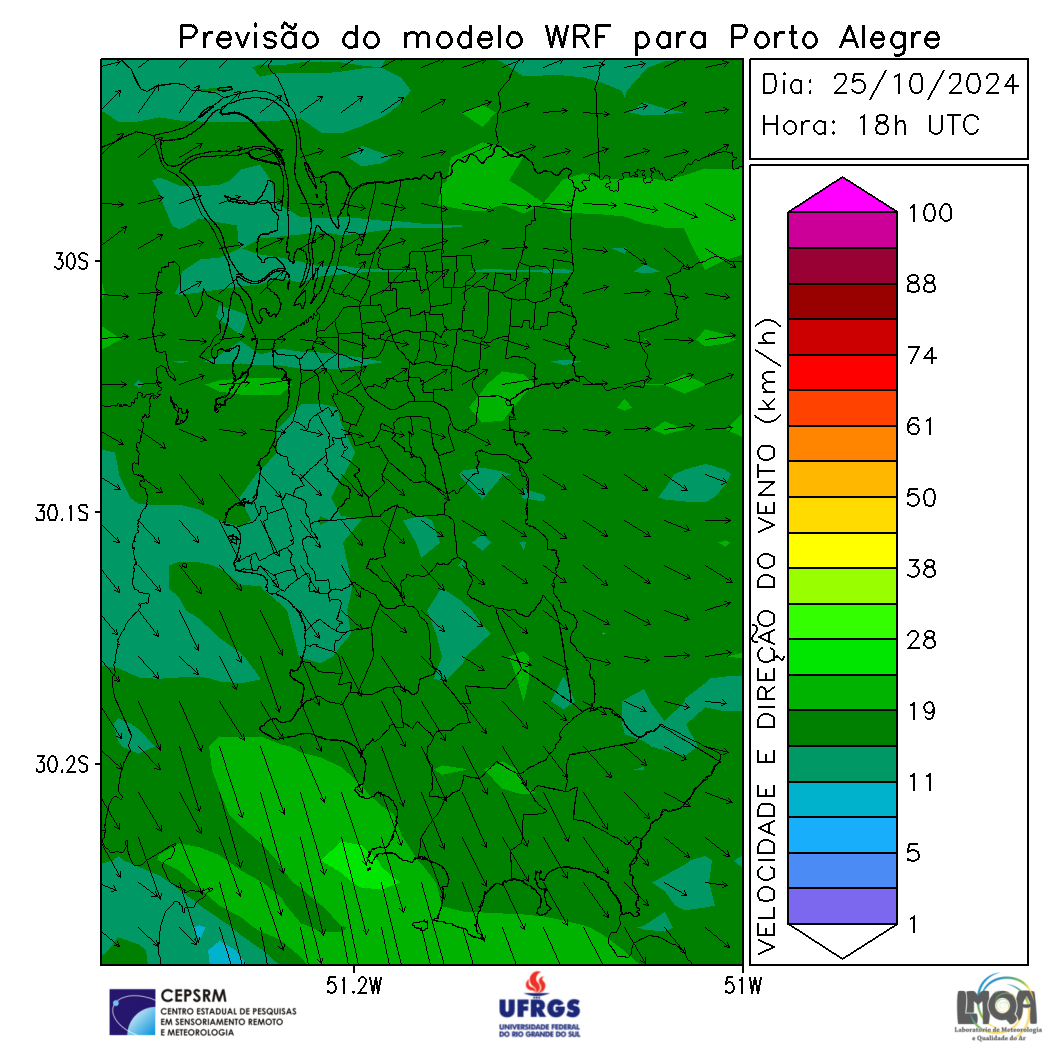 Previsão do modelo WRF para Porto Alegre
Dia: 25/10/2024
Hora: 18h UTC
30S
30.1S
30.2S
51.2W
51W
VELOCIDADE E DIREÇÃO DO VENTO (km/h)
100
88
74
61
50
38
28
19
11
5
1
CEPSRM
CENTRO ESTADUAL DE PESQUISAS
EM SENSORIAMENTO REMOTO
E METEOROLOGIA
UFRGS
UNIVERSIDADE FEDERAL
DO RIO GRANDE DO SUL
LMQA
Laboratório de Meteorologia
e Qualidade do Ar